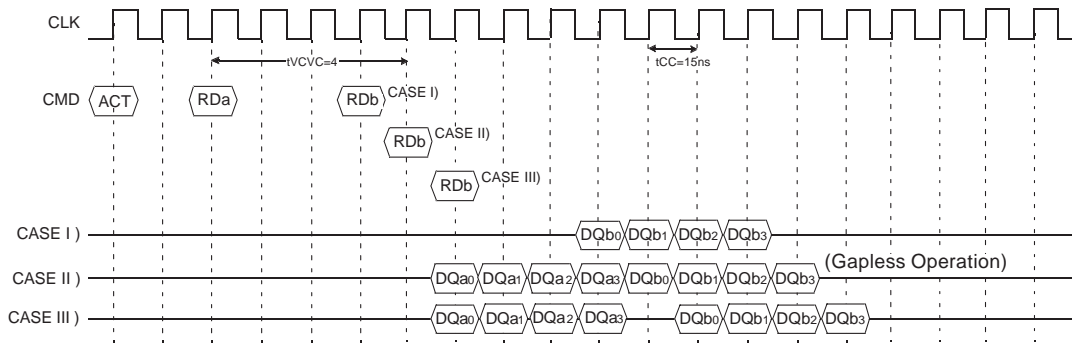 CLK
tVCVC=4
tCC=15ns
CMD ACT RDa RDb CASE I)
RDb CASE II)
RDb CASE III)
CASE I ) DQb0 DQb1 DQb2 DQb3
(Gapless Operation)
CASE II ) DQa0 DQa1 DQa2 DQa3 DQb0 DQb1 DQb2 DQb3
CASE III ) DQa0 DQa1 DQa2 DQa3 DQb0 DQb1 DQb2 DQb3